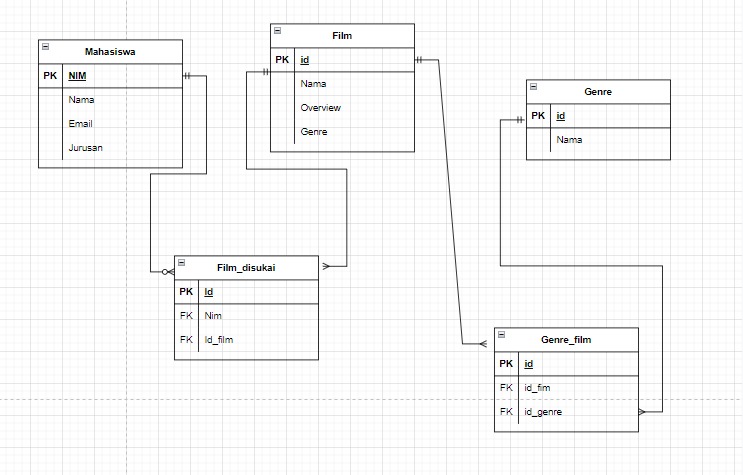 Mahasiswa
PK NIM
Nama
Email
Jurusan
Film
PK id
Nama
Overview
Genre
Genre
PK id
Nama
Film_disukai
PK Id
FK Nim
FK Id_film
Genre_film
PK id
FK id_fim
FK id_genre